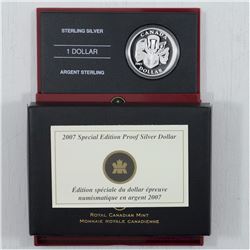 STERLING SILVER
1 DOLLAR
ARGENT STERLING
CANADA
DOLLAR
2007 Special Edition Proof Silver Dollar
Édition spéciale du dollar épreuve
numismatique en argent 2007
ROYAL CANADIAN MINT
MONNAIE ROYALE CANADIENNE